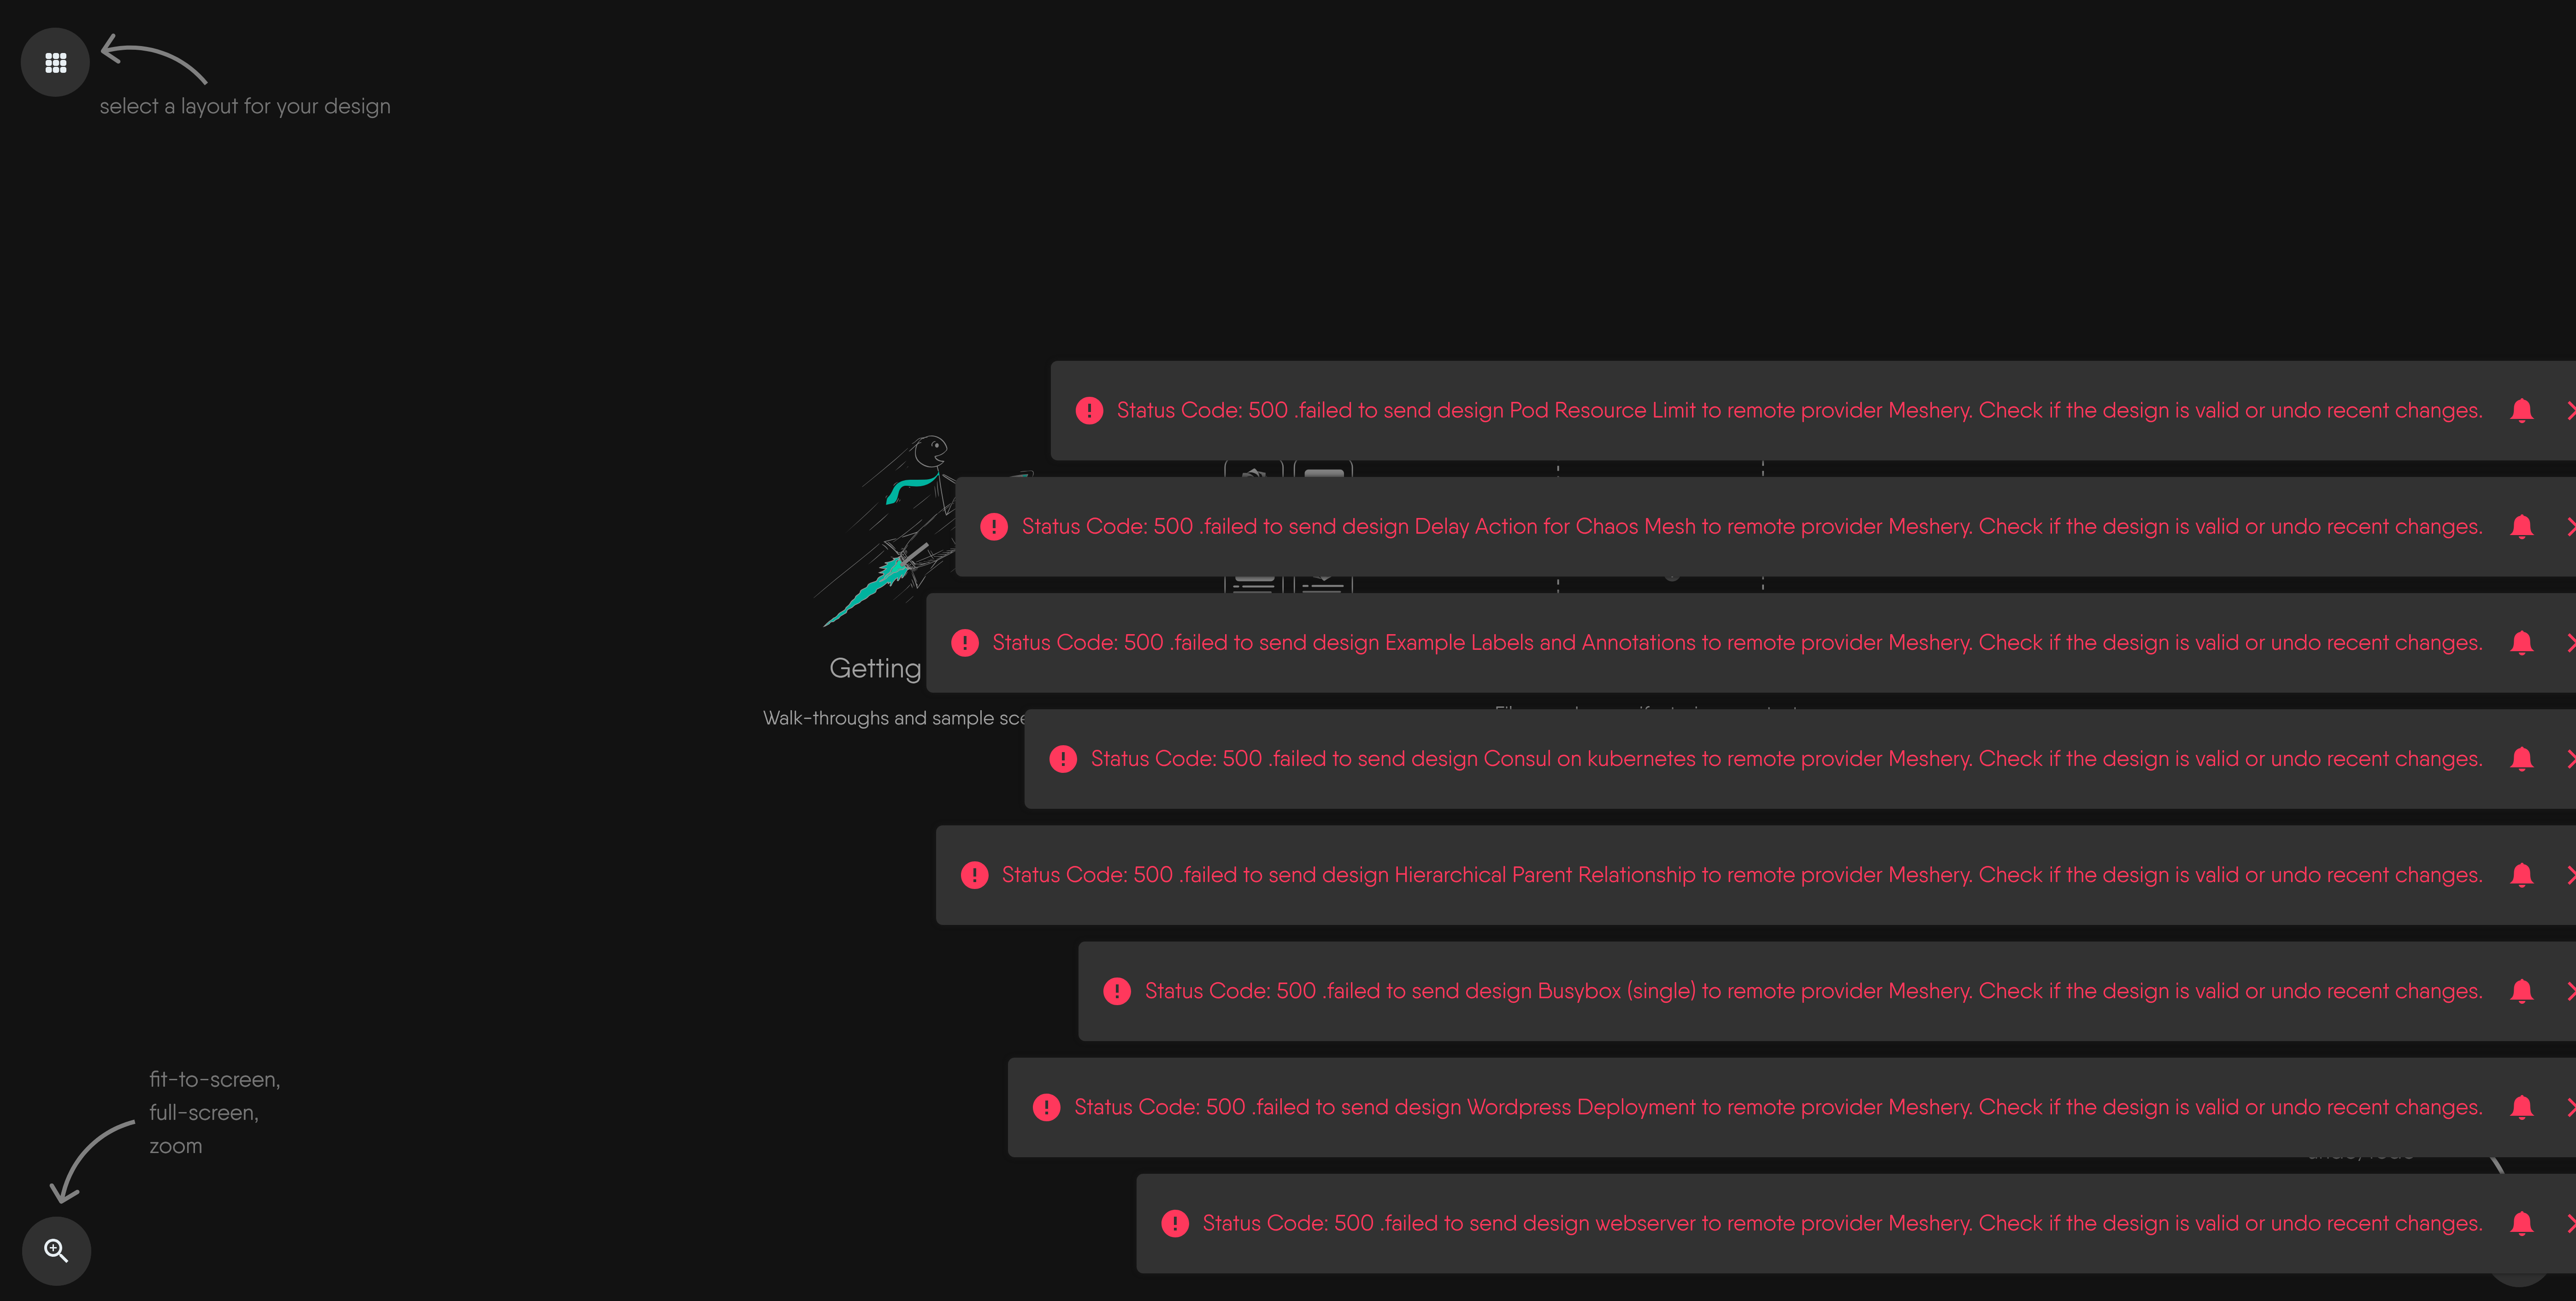 select a layout for your design
Status Code: 500 .failed to send design Pod Resource Limit to remote provider Meshery. Check if the design is valid or undo recent changes.
Status Code: 500 .failed to send design Delay Action for Chaos Mesh to remote provider Meshery. Check if the design is valid or undo recent changes.
Status Code: 500 .failed to send design Example Labels and Annotations to remote provider Meshery. Check if the design is valid or undo recent changes.
Getting
Walk-throughs and sample
Status Code: 500 .failed to send design Consul on kubernetes to remote provider Meshery. Check if the design is valid or undo recent changes.
Status Code: 500 .failed to send design Hierarchical Parent Relationship to remote provider Meshery. Check if the design is valid or undo recent changes.
Status Code: 500 .failed to send design Busybox (single) to remote provider Meshery. Check if the design is valid or undo recent changes.
fit-to-screen,
full-screen,
zoom
Status Code: 500 .failed to send design Wordpress Deployment to remote provider Meshery. Check if the design is valid or undo recent changes.
Status Code: 500 .failed to send design webserver to remote provider Meshery. Check if the design is valid or undo recent changes.